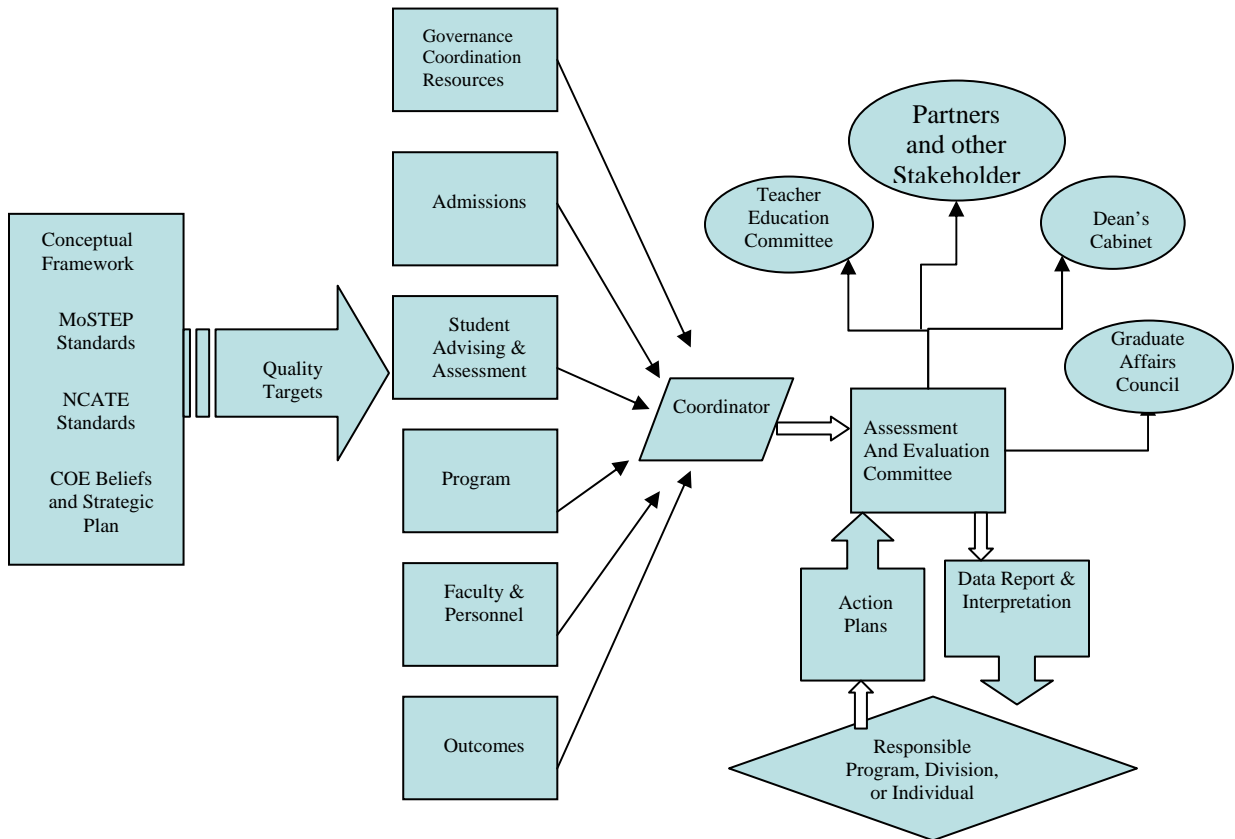 Conceptual
Framework
MoSTEP
Standards
NCATE
Standards
COE Beliefs
and Strategic
Plan
Quality
Targets
Governance
Coordination
Resources
Admissions
Student
Advising &
Assessment
Program
Faculty &
Personnel
Outcomes
Coordinator
Assessment
And Evaluation
Committee
Teacher
Education
Committee
Partners
and other
Stakeholder
Dean’s
Cabinet
Graduate
Affairs
Council
Action
Plans
Data Report &
Interpretation
Responsible
Program, Division,
or Individual